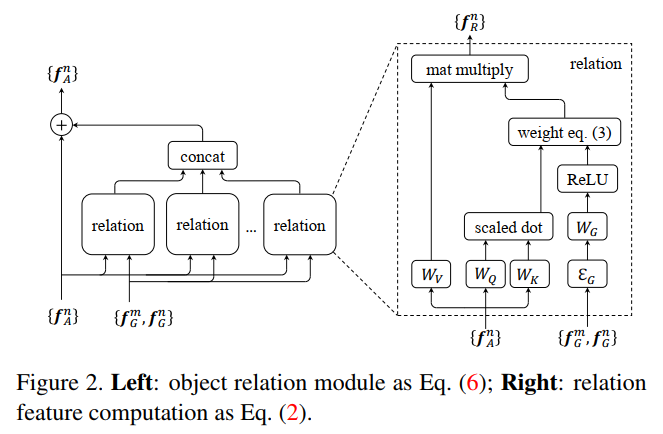 {f_R^n}
mat multiply
relation
{f_A^n}
+
weight eq. (3)
concat
ReLU
relation
relation
...
relation
scaled dot
W_G
W_V
W_Q
W_K
ℰ_G
{f_A^n}
{f_G^m, f_G^n}
{f_A^n}
{f_G^m, f_G^n}
Figure 2. Left: object relation module as Eq. (6); Right: relation
feature computation as Eq. (2).